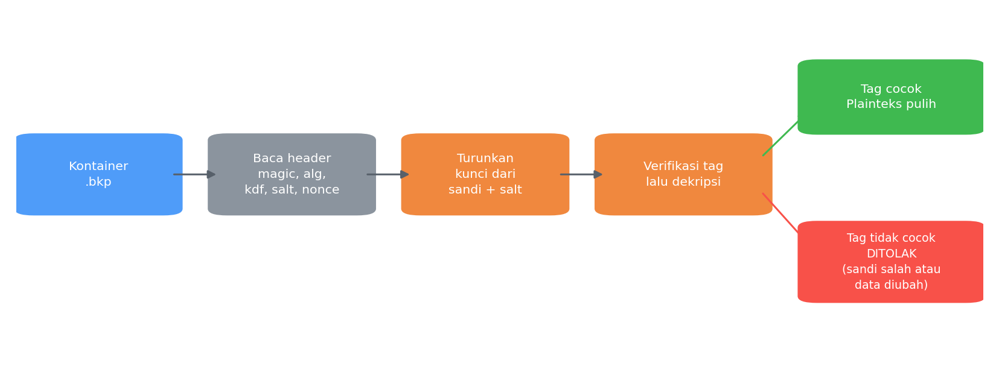 Kontainer
.bkp
Baca header
magic, alg,
kdf, salt, nonce
Turunkan
kunci dari
sandi + salt
Verifikasi tag
lalu dekripsi
Tag cocok
Plainteks pulih
Tag tidak cocok
DITOLAK
(sandi salah atau
data diubah)